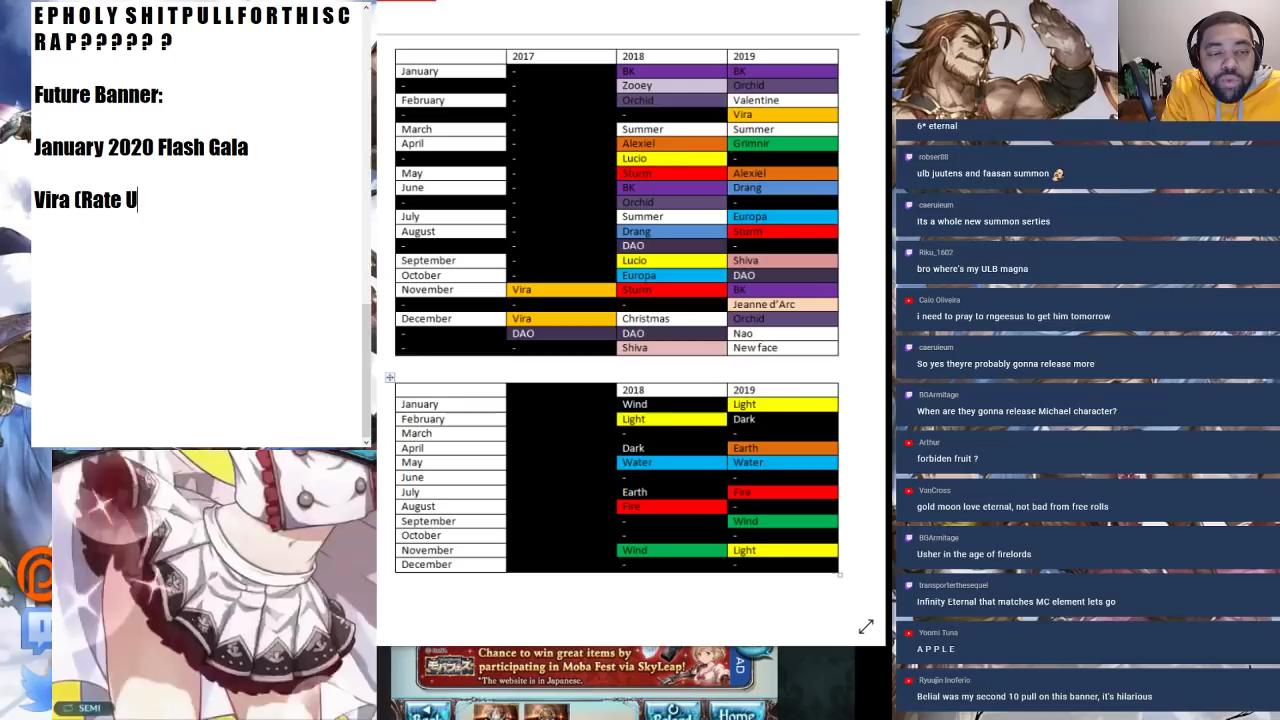 E P H O L Y  S H I T P U L L F O R T H I S C
R A P ? ? ? ? ? ?
Future Banner:
January 2020 Flash Gala
Vira (Rate U
2017 2018 2019
January - BK BK
- - Zooey Orchid
February - Orchid Valentine
- - - Vira
March - Summer Summer
April - Alexiel Grimnir
- - Lucio -
May - Sturm Alexiel
June - BK Drang
- - Orchid -
July - Summer Europa
August - Drang Sturm
- - DAO -
September - Lucio Shiva
October - Europa DAO
November Vira Sturm BK
- - - Jeanne d'Arc
December Vira Christmas Orchid
- DAO DAO Nao
- - Shiva New face
2018 2019
January Wind Light
February Light Dark
March - -
April Dark Earth
May Water Water
June - -
July Earth Fire
August Fire -
September - Wind
October - -
November Wind Light
December - -
Chance to win great items by
participating in Moba Fest via SkyLeap!
*The website is in Japanese.
AD
Back
Reload
Home
SEMI
6* eternal
robser88
ulb juutens and faasan summon
caeruleum
Its a whole new summon serties
Riku_1602
bro where's my ULB magna
Caio Oliveira
i need to pray to rngeesus to get him tomorrow
caeruleum
So yes theyre probably gonna release more
BGArmitage
When are they gonna release Michael character?
Arthur
forbiden fruit ?
VanCross
gold moon love eternal, not bad from free rolls
BGArmitage
Usher in the age of firelords
transporterthesequel
Infinity Eternal that matches MC element lets go
Yoomi Tuna
A P P L E
Ryuujin Inoferio
Belial was my second 10 pull on this banner, it's hilarious